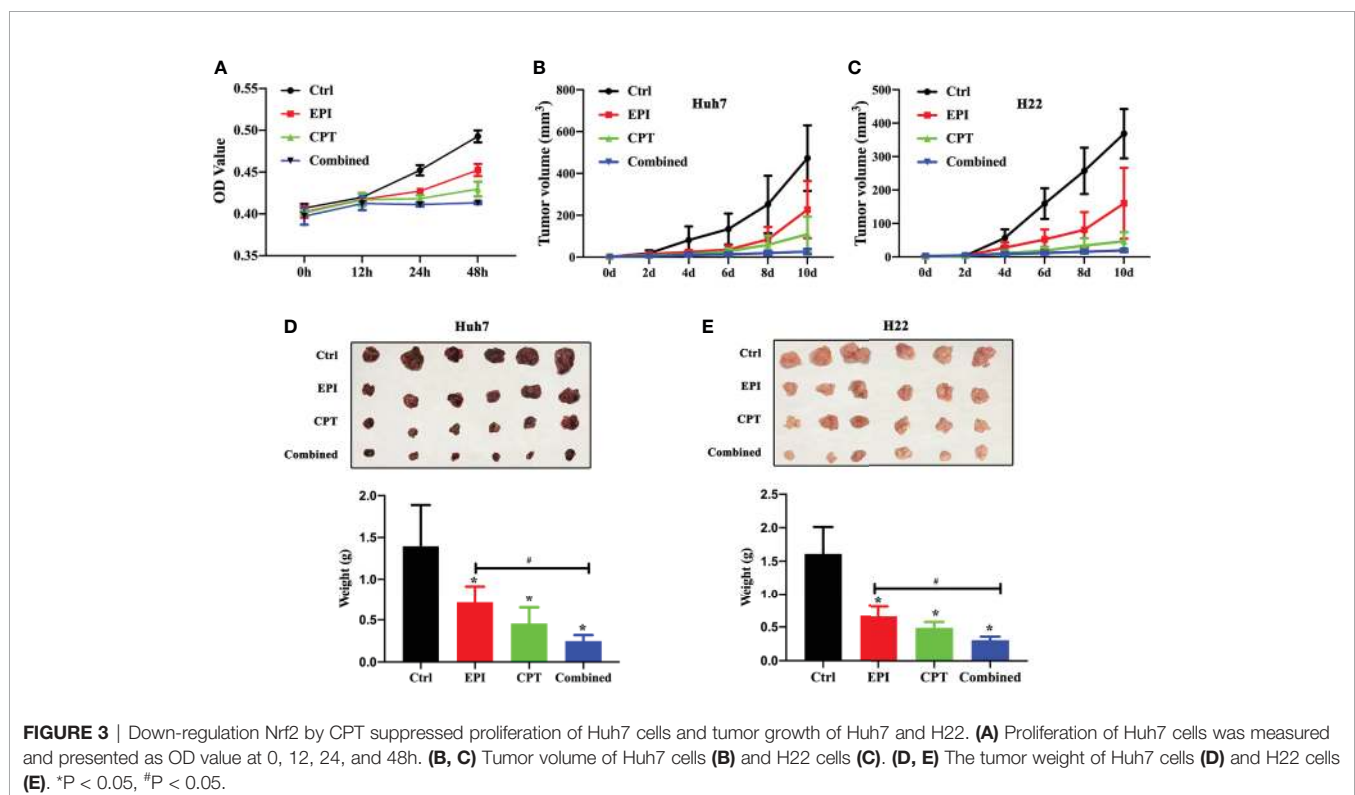 A
0.55
0.50
0.45
0.40
0.35
OD Value
Ctrl
EPI
CPT
Combined
0h 12h 24h 48h
B
800
600
400
200
0
Tumor volume (mm³)
Ctrl
EPI
CPT
Combined
Huh7
0d 2d 4d 6d 8d 10d
C
500
400
300
200
100
0
Tumor volume (mm³)
Ctrl
EPI
CPT
Combined
H22
0d 2d 4d 6d 8d 10d
D
Huh7
Ctrl
EPI
CPT
Combined
2.0
1.5
1.0
0.5
0.0
Weight (g)
#
* * *
Ctrl EPI CPT Combined
E
H22
Ctrl
EPI
CPT
Combined
2.5
2.0
1.5
1.0
0.5
0.0
Weight (g)
#
* * *
Ctrl EPI CPT Combined
FIGURE 3 | Down-regulation Nrf2 by CPT suppressed proliferation of Huh7 cells and tumor growth of Huh7 and H22. (A) Proliferation of Huh7 cells was measured
and presented as OD value at 0, 12, 24, and 48h. (B, C) Tumor volume of Huh7 cells (B) and H22 cells (C). (D, E) The tumor weight of Huh7 cells (D) and H22 cells
(E). *P < 0.05, #P < 0.05.